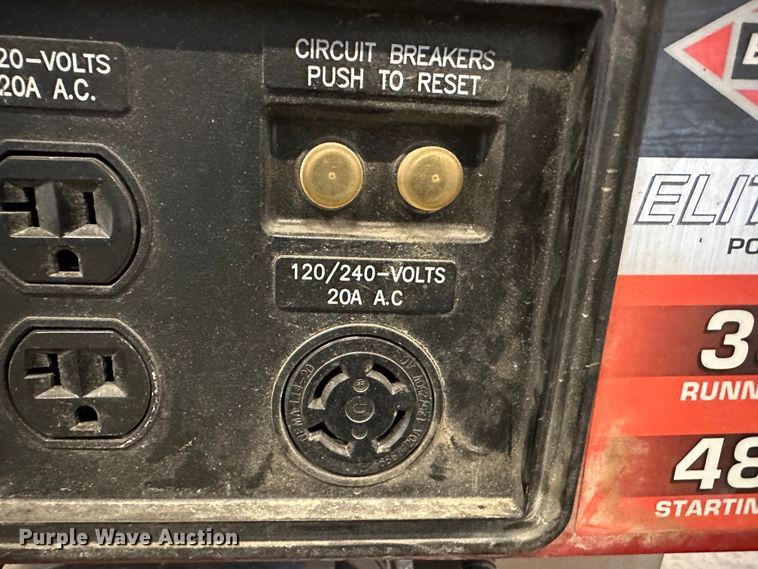 20-VOLTS
20A A.C.
CIRCUIT BREAKERS
PUSH TO RESET
120/240-VOLTS
20A A.C
ELIT
PO
3
RUNN
48
STARTIN
Purple Wave Auction